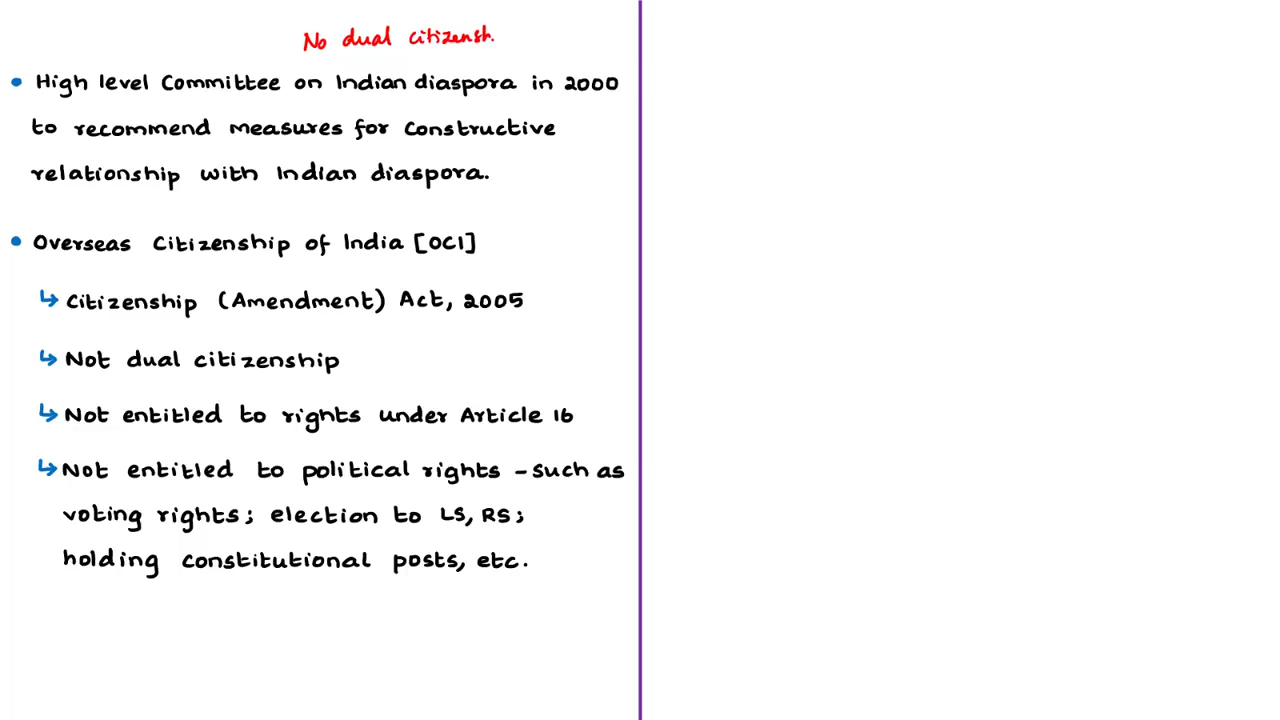 No dual citizensh.
• High level Committee on Indian diaspora in 2000
to recommend measures for constructive
relationship with Indian diaspora.
• Overseas Citizenship of India [OCI]
↳ Citizenship (Amendment) Act, 2005
↳ Not dual citizenship
↳ Not entitled to rights under Article 16
↳ Not entitled to political rights - such as
voting rights; election to LS, RS;
holding constitutional posts, etc.